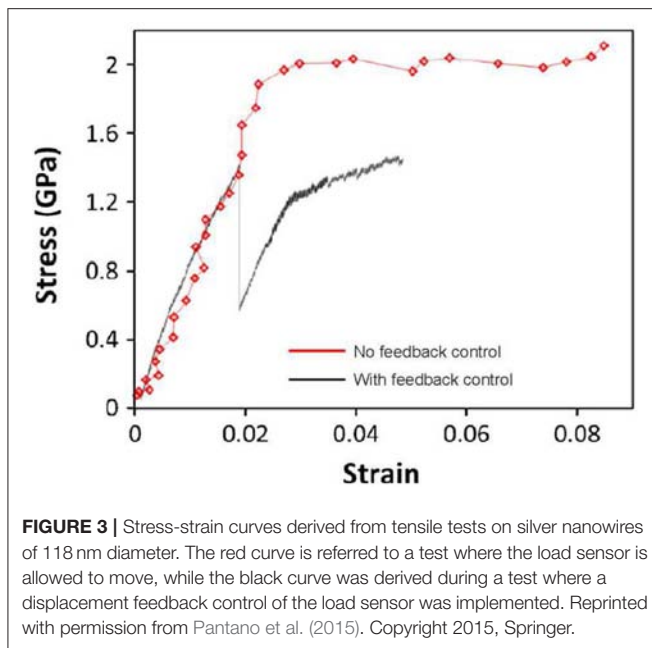 2
1.6
1.2
0.8
0.4
0
Stress (GPa)
No feedback control
With feedback control
0 0.02 0.04 0.06 0.08
Strain
FIGURE 3 | Stress-strain curves derived from tensile tests on silver nanowires
of 118 nm diameter. The red curve is referred to a test where the load sensor is
allowed to move, while the black curve was derived during a test where a
displacement feedback control of the load sensor was implemented. Reprinted
with permission from Pantano et al. (2015). Copyright 2015, Springer.